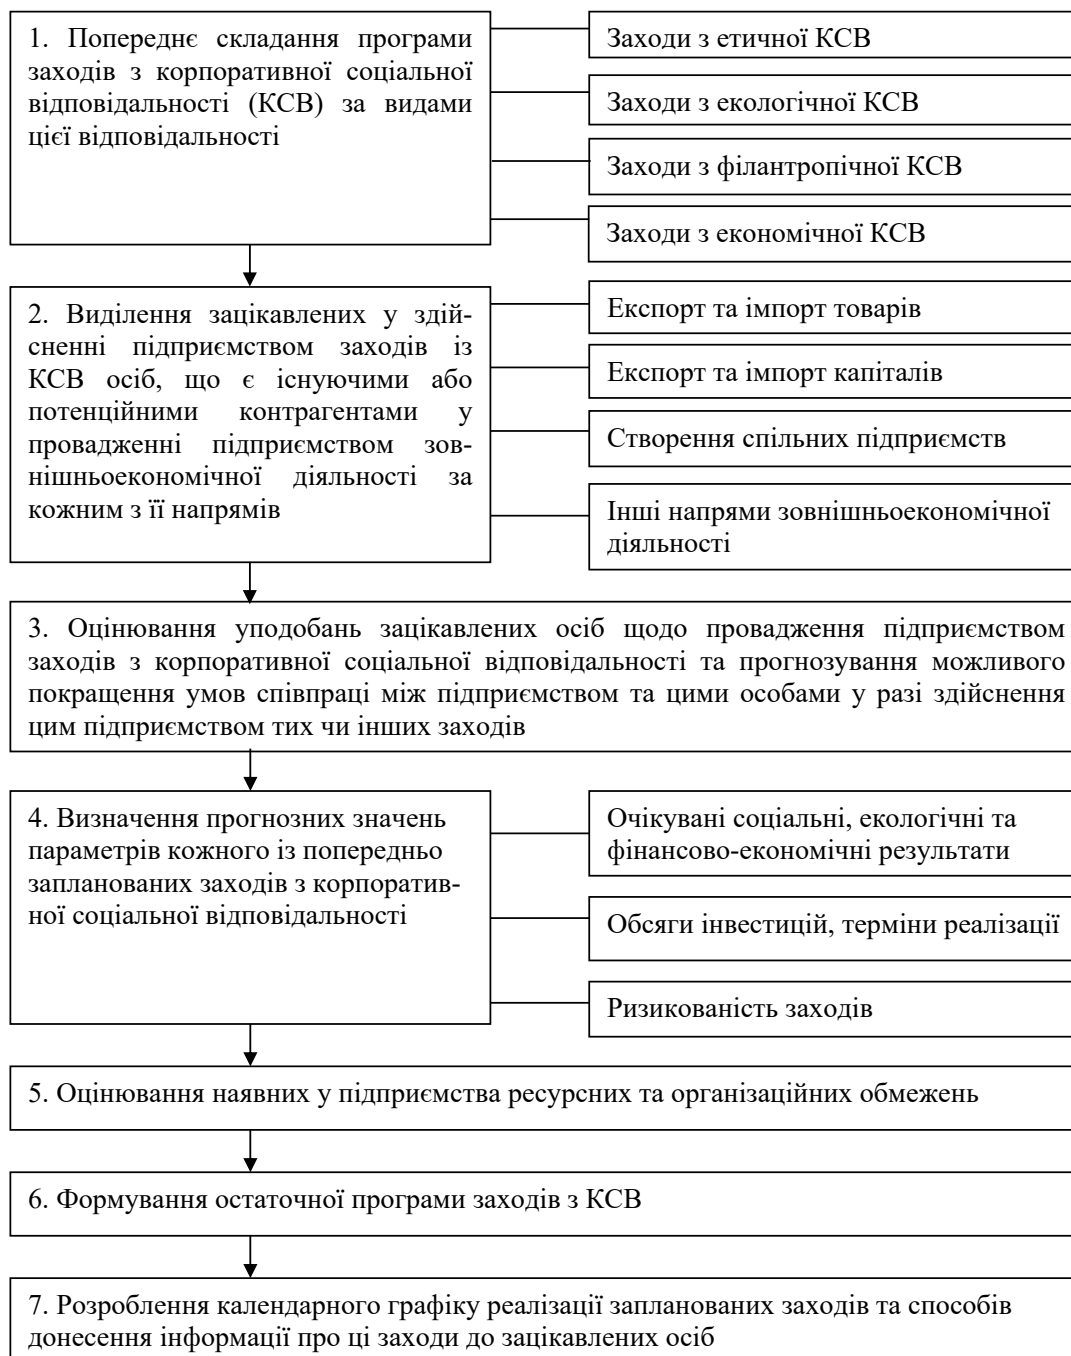 1. Попереднє складання програми
заходів з корпоративної соціальної
відповідальності (КСВ) за видами
цієї відповідальності
Заходи з етичної КСВ
Заходи з екологічної КСВ
Заходи з філантропічної КСВ
Заходи з економічної КСВ
2. Виділення зацікавлених у здій-
сненні підприємством заходів із
КСВ осіб, що є існуючими або
потенційними контрагентами у
провадженні підприємством зов-
нішньоекономічної діяльності за
кожним з її напрямів
Експорт та імпорт товарів
Експорт та імпорт капіталів
Створення спільних підприємств
Інші напрями зовнішньоекономічної
діяльності
3. Оцінювання уподобань зацікавлених осіб щодо провадження підприємством
заходів з корпоративної соціальної відповідальності та прогнозування можливого
покращення умов співпраці між підприємством та цими особами у разі здійснення
цим підприємством тих чи інших заходів
4. Визначення прогнозних значень
параметрів кожного із попередньо
запланованих заходів з корпоратив-
ної соціальної відповідальності
Очікувані соціальні, екологічні та
фінансово-економічні результати
Обсяги інвестицій, терміни реалізації
Ризикованість заходів
5. Оцінювання наявних у підприємства ресурсних та організаційних обмежень
6. Формування остаточної програми заходів з КСВ
7. Розроблення календарного графіку реалізації запланованих заходів та способів
донесення інформації про ці заходи до зацікавлених осіб